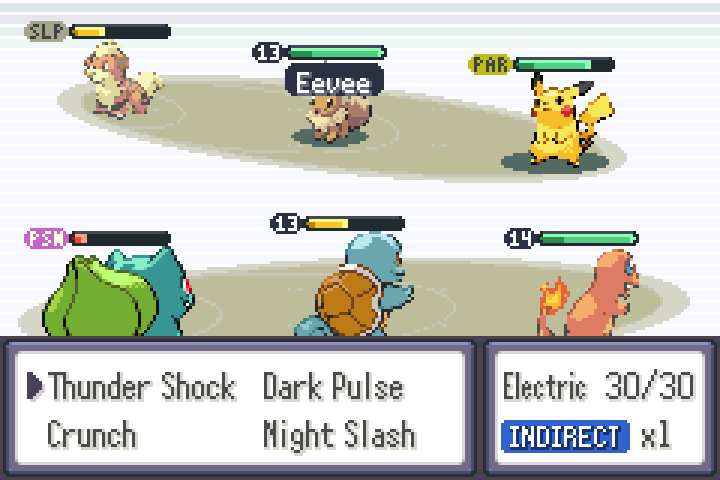 SLP
13
Eevee
PAR
PSN
13
14
Thunder Shock Dark Pulse
Crunch Night Slash
Electric 30/30
INDIRECT x1